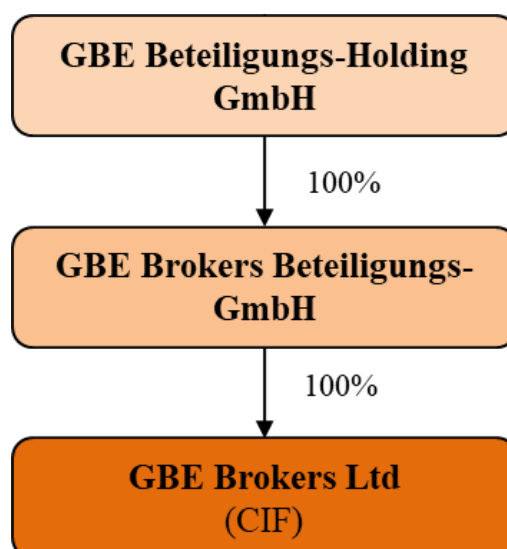 GBE Beteiligungs-Holding
GmbH
100%
GBE Brokers Beteiligungs-
GmbH
100%
GBE Brokers Ltd
(CIF)